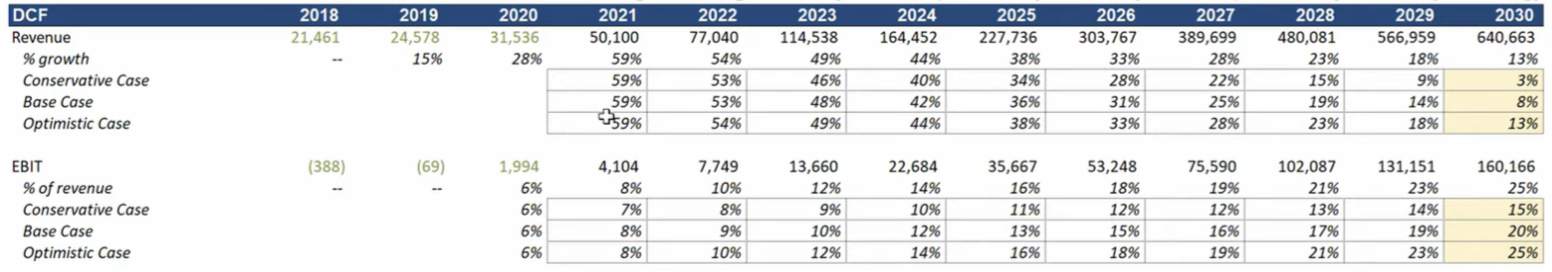 DCF 2018 2019 2020 2021 2022 2023 2024 2025 2026 2027 2028 2029 2030
Revenue 21,461 24,578 31,536 50,100 77,040 114,538 164,452 227,736 303,767 389,699 480,081 566,959 640,663
% growth -- 15% 28% 59% 54% 49% 44% 38% 33% 28% 23% 18% 13%
Conservative Case 59% 53% 46% 40% 34% 28% 22% 15% 9% 3%
Base Case 59% 53% 48% 42% 36% 31% 25% 19% 14% 8%
Optimistic Case 59% 54% 49% 44% 38% 33% 28% 23% 18% 13%
EBIT (388) (69) 1,994 4,104 7,749 13,660 22,684 35,667 53,248 75,590 102,087 131,151 160,166
% of revenue -- -- 6% 8% 10% 12% 14% 16% 18% 19% 21% 23% 25%
Conservative Case 6% 7% 8% 9% 10% 11% 12% 12% 13% 14% 15%
Base Case 6% 8% 9% 10% 12% 13% 15% 16% 17% 19% 20%
Optimistic Case 6% 8% 10% 12% 14% 16% 18% 19% 21% 23% 25%